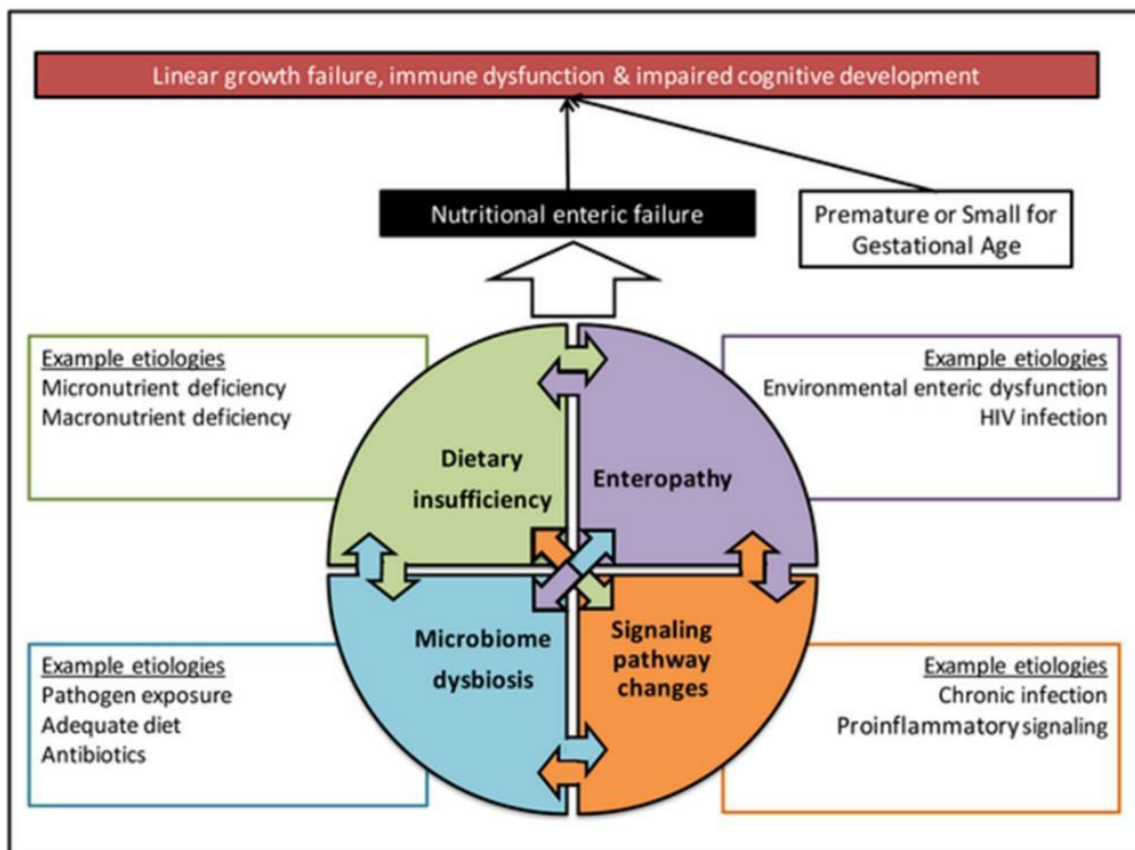 Linear growth failure, immune dysfunction & impaired cognitive development
Nutritional enteric failure
Premature or Small for
Gestational Age
Example etiologies
Micronutrient deficiency
Macronutrient deficiency
Example etiologies
Environmental enteric dysfunction
HIV infection
Dietary
insufficiency
Enteropathy
Microbiome
dysbiosis
Signaling
pathway
changes
Example etiologies
Pathogen exposure
Adequate diet
Antibiotics
Example etiologies
Chronic infection
Proinflammatory signaling